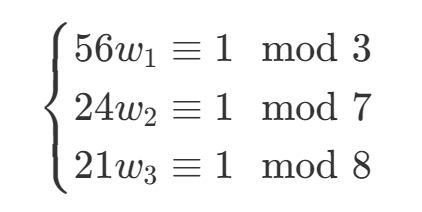 56w₁ ≡ 1 mod 3
24w₂ ≡ 1 mod 7
21w₃ ≡ 1 mod 8